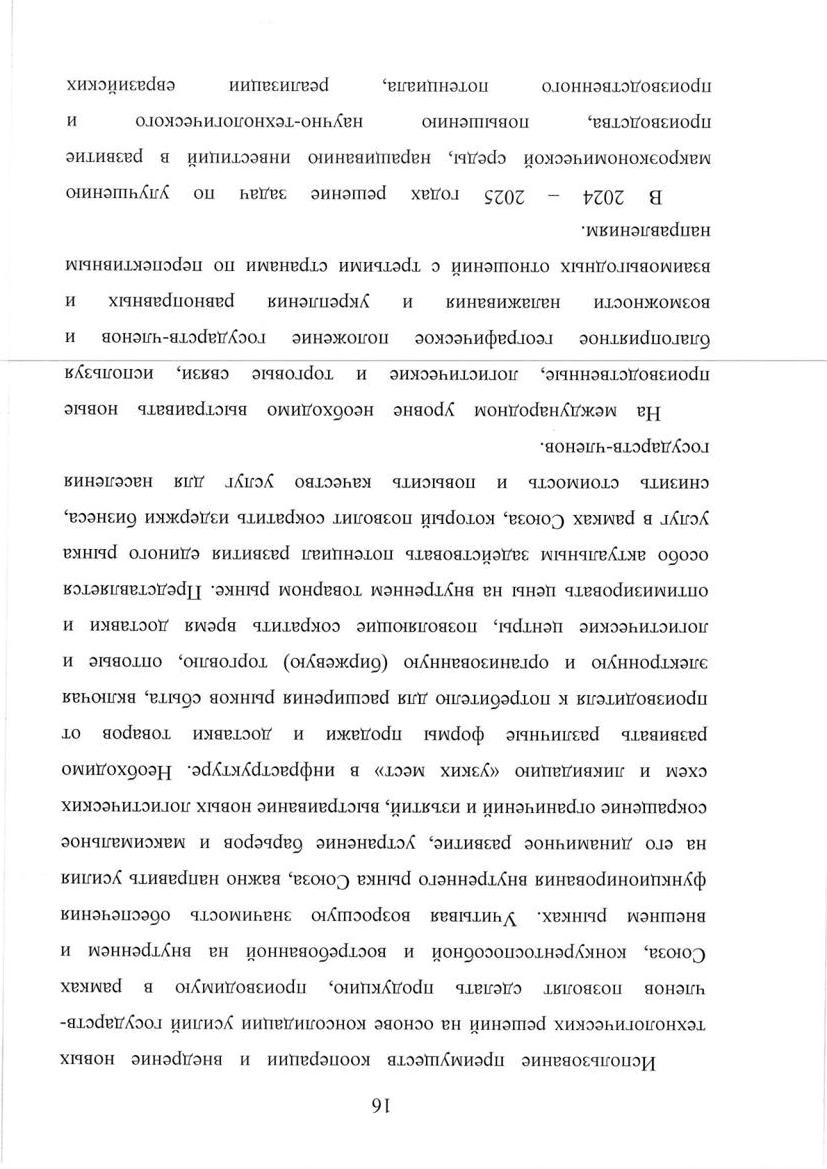 16
Использование преимуществ кооперации и внедрение новых
технологических решений на основе консолидации усилий государств-
членов позволят сделать продукцию, производимую в рамках
Союза, конкурентоспособной и востребованной на внутреннем и
внешнем рынках. Учитывая возросшую значимость обеспечения
функционирования внутреннего рынка Союза, важно направить усилия
на его динамичное развитие, устранение барьеров и максимальное
сокращение ограничений и изъятий, выстраивание новых логистических
схем и ликвидацию «узких мест» в инфраструктуре. Необходимо
развивать различные формы продажи и доставки товаров от
производителя к потребителю для расширения рынков сбыта, включая
электронную и организованную (биржевую) торговлю, оптовые и
логистические центры, позволяющие сократить время доставки и
оптимизировать цены на внутреннем товарном рынке. Представляется
особо актуальным задействовать потенциал развития единого рынка
услуг в рамках Союза, который позволит сократить издержки бизнеса,
снизить стоимость и повысить качество услуг для населения
государств-членов.
На международном уровне необходимо выстраивать новые
производственные, логистические и торговые связи, используя
благоприятное географическое положение государств-членов и
возможности налаживания и укрепления равноправных и
взаимовыгодных отношений с третьими странами по перспективным
направлениям.
В 2024 – 2025 годах решение задач по улучшению
макроэкономической среды, наращиванию инвестиций в развитие
производства, повышению научно-технологического и
производственного потенциала, реализации евразийских